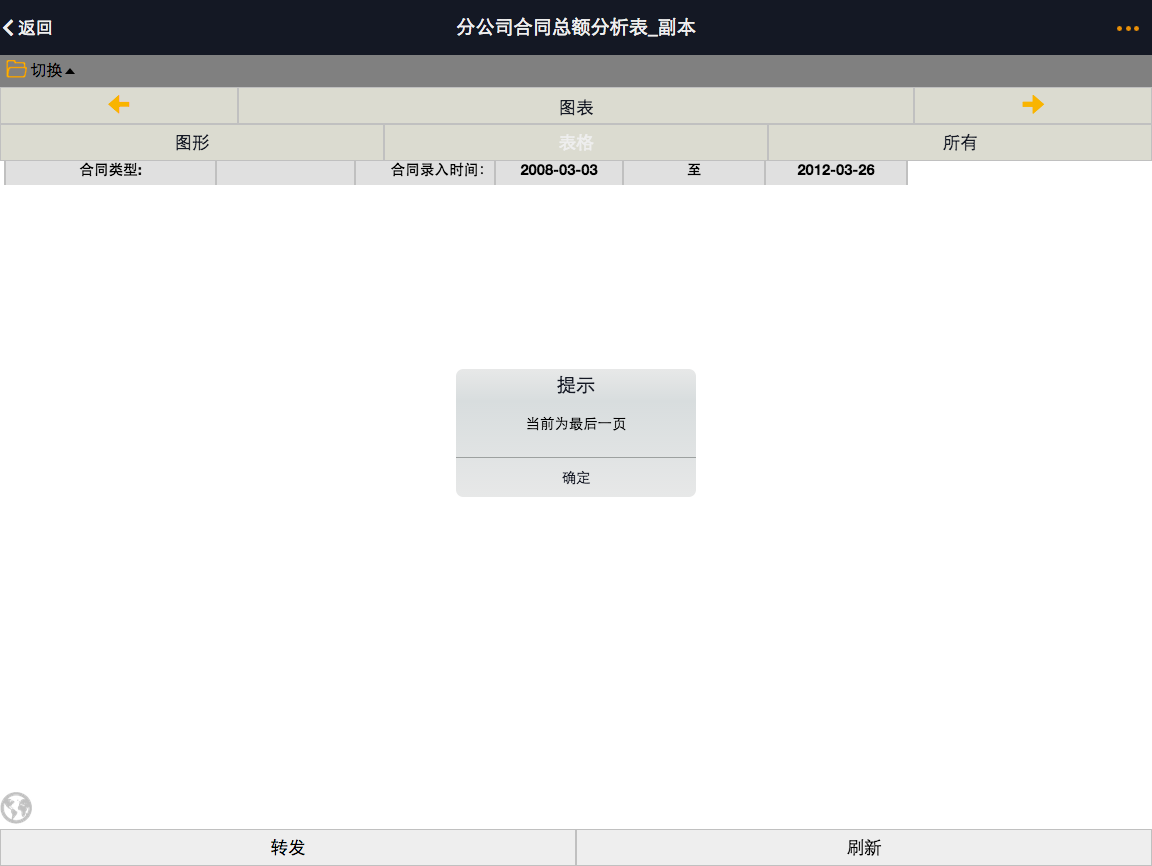 返回
分公司合同总额分析表_副本
切换
图表
图形 表格 所有
合同类型: 合同录入时间: 2008-03-03 至 2012-03-26
提示
当前为最后一页
确定
转发 刷新